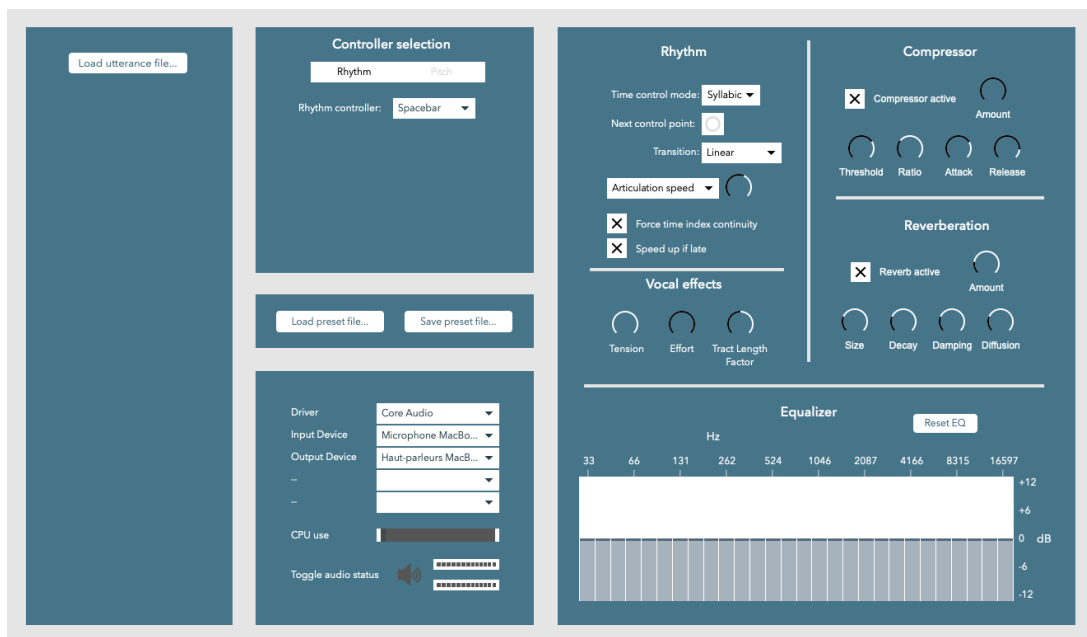 Load utterance file...
Controller selection
Rhythm Pitch
Rhythm controller: Spacebar
Load preset file... Save preset file...
Driver Core Audio
Input Device Microphone MacBo...
Output Device Haut-parleurs MacB...
--
--
CPU use
Toggle audio status
Rhythm
Time control mode: Syllabic
Next control point:
Transition: Linear
Articulation speed
Force time index continuity
Speed up if late
Vocal effects
Tension Effort Tract Length
Factor
Compressor
Compressor active
Amount
Threshold Ratio Attack Release
Reverberation
Reverb active
Amount
Size Decay Damping Diffusion
Equalizer
Reset EQ
Hz
33 66 131 262 524 1046 2087 4166 8315 16597
+12
+6
0 dB
-6
-12